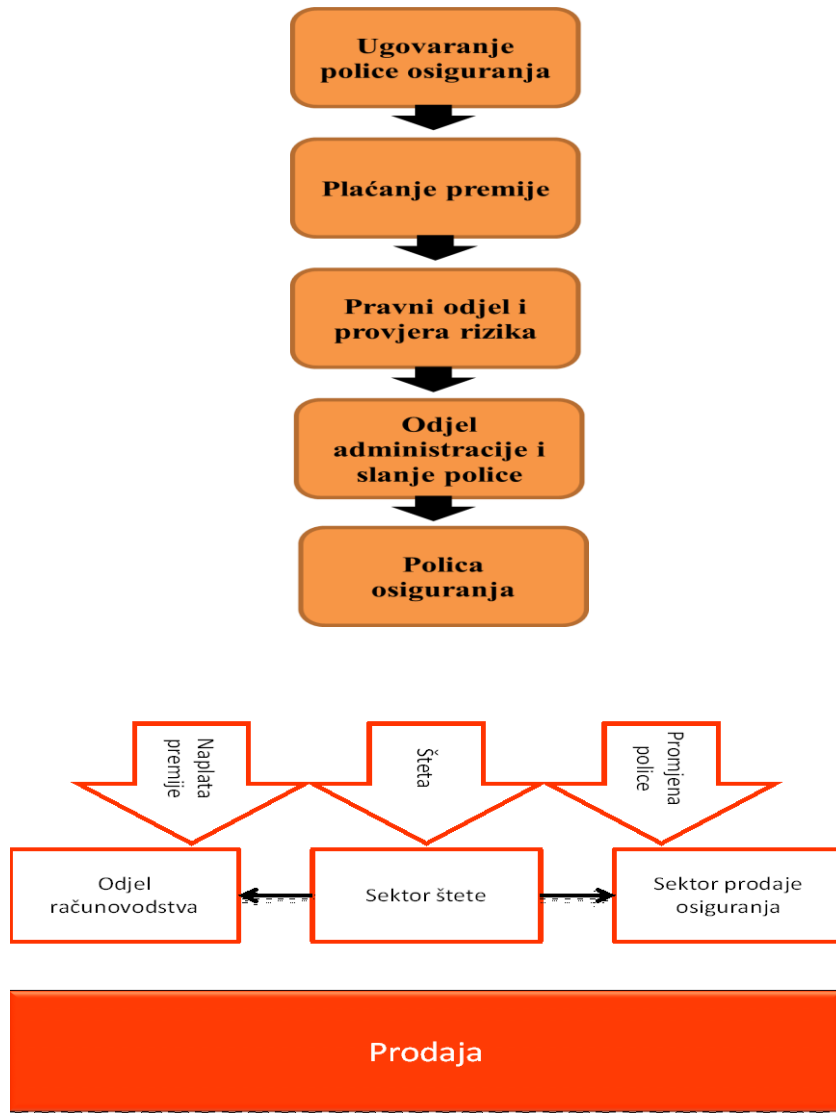 Ugovaranje
police osiguranja
Plaćanje premije
Pravni odjel i
provjera rizika
Odjel
administracije i
slanje police
Polica
osiguranja
Naplata
premije
Šteta
Promjena
police
Odjel
računovodstva
Sektor štete
Sektor prodaje
osiguranja
Prodaja